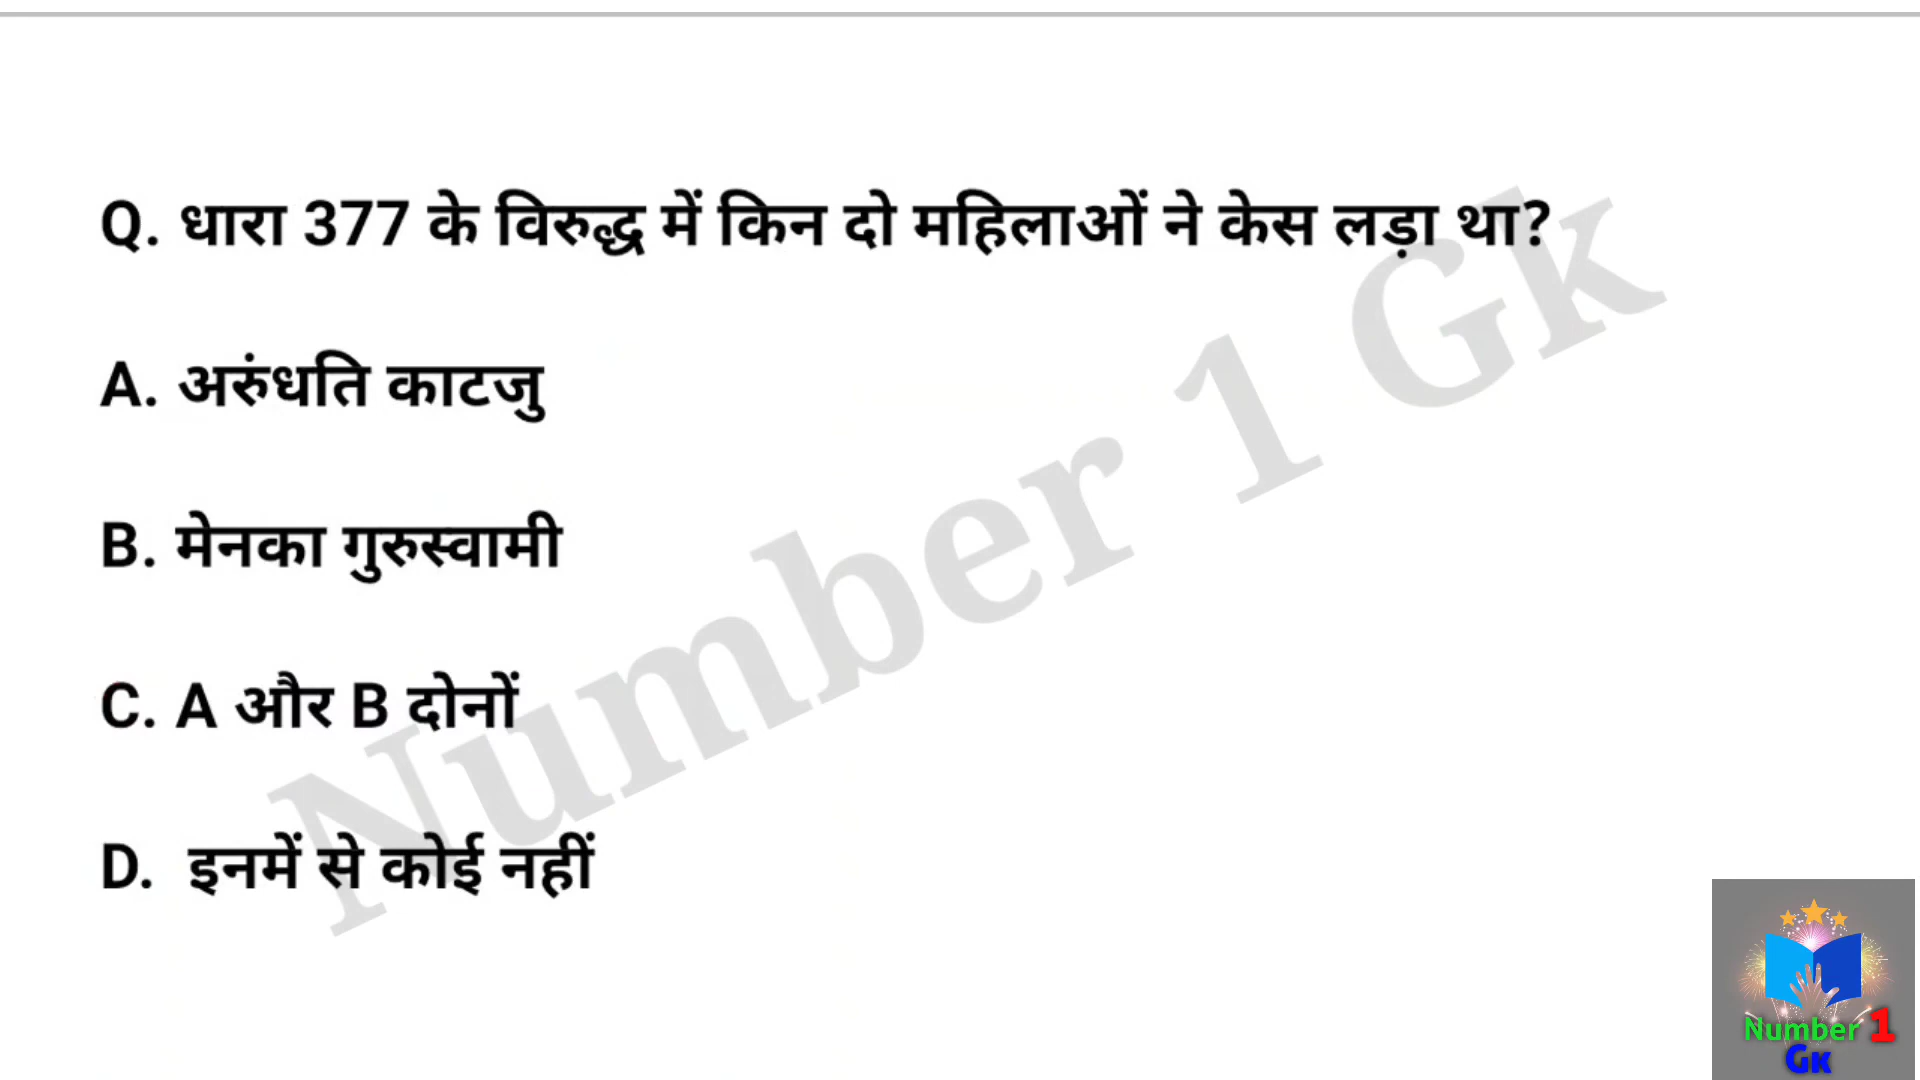 Q. धारा 377 के विरुद्ध में किन दो महिलाओं ने केस लड़ा था?
A. अरुंधति काटजु
B. मेनका गुरुस्वामी
C. A और B दोनों
D. इनमें से कोई नहीं
Number 1 Gk
Number 1
GK